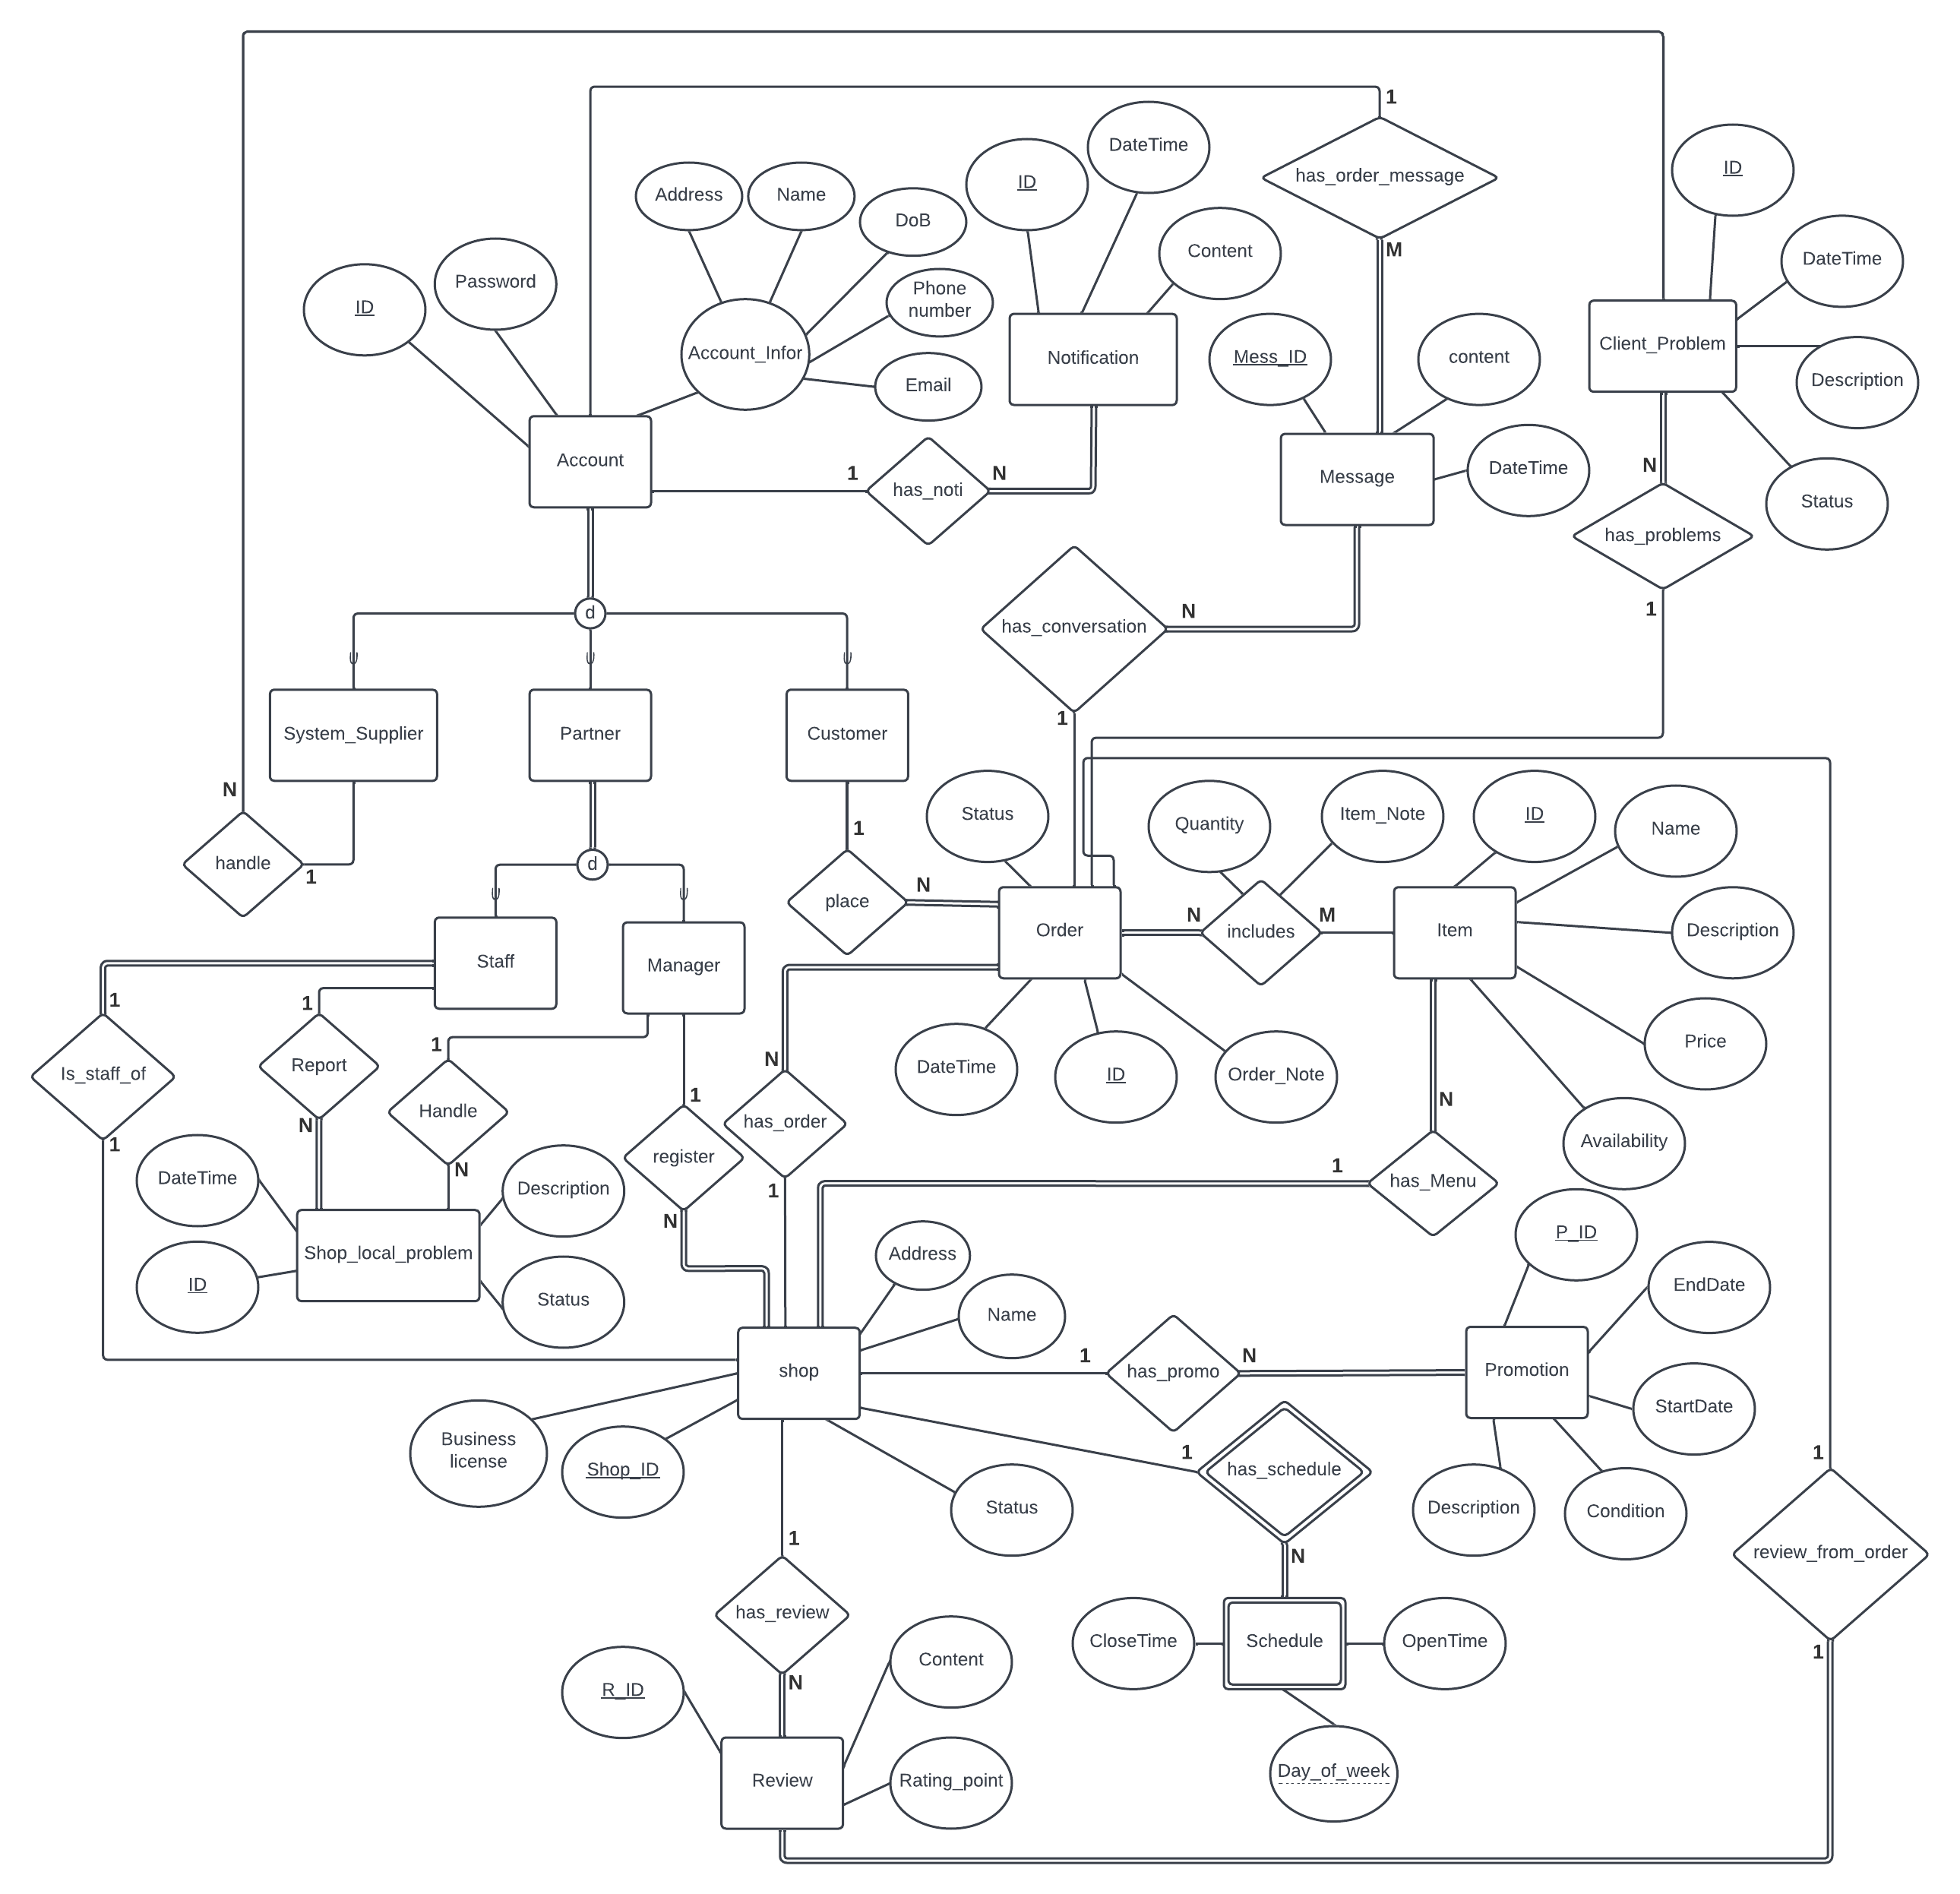 1
has_order_message
M
ID
DateTime
Description
Status
Client_Problem
N
has_problems
1
Address
Name
DoB
Phone
number
Email
Account_Infor
ID
Password
Account
ID
DateTime
Content
Notification
1
has_noti
N
Mess_ID
content
DateTime
Message
has_conversation
N
1
d
U
U
U
System_Supplier
Partner
Customer
N
handle
1
d
U
U
1
place
N
Status
Order
Quantity
Item_Note
N
includes
M
ID
Name
Description
Price
Availability
Item
DateTime
ID
Order_Note
Staff
Manager
1
Is_staff_of
1
1
Report
N
1
Handle
N
1
register
N
N
has_order
1
N
has_Menu
1
DateTime
ID
Shop_local_problem
Description
Status
Address
Name
shop
Business
license
Shop_ID
Status
1
has_promo
N
P_ID
EndDate
StartDate
Promotion
Description
Condition
1
has_schedule
N
CloseTime
Schedule
OpenTime
Day_of_week
1
has_review
N
R_ID
Content
Review
Rating_point
1
review_from_order
1